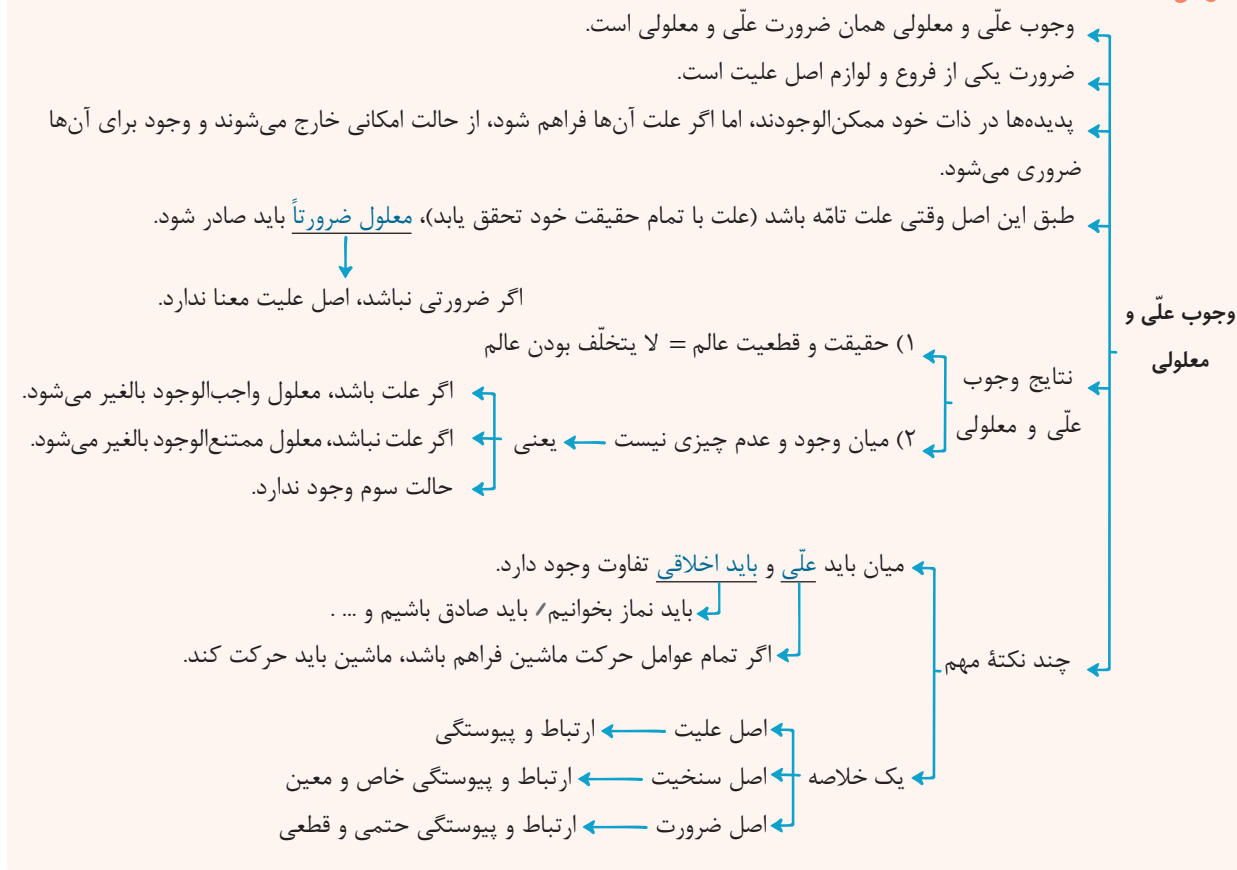 وجوب علّی و معلولی همان ضرورت علّی و معلولی است.
ضرورت یکی از فروع و لوازم اصل علیت است.
پدیده‌ها در ذات خود ممکن‌الوجودند، اما اگر علت آن‌ها فراهم شود، از حالت امکانی خارج می‌شوند و وجود برای آن‌ها
ضروری می‌شود.
طبق این اصل وقتی علت تامّه باشد (علت با تمام حقیقت خود تحقق یابد)، معلول ضرورتاً باید صادر شود.
اگر ضرورتی نباشد، اصل علیت معنا ندارد.
وجوب علّی و
معلولی
نتایج وجوب
علّی و معلولی
۱) حقیقت و قطعیت عالم = لا یتخلّف بودن عالم
۲) میان وجود و عدم چیزی نیست یعنی
اگر علت باشد، معلول واجب‌الوجود بالغیر می‌شود.
اگر علت نباشد، معلول ممتنع‌الوجود بالغیر می‌شود.
حالت سوم وجود ندارد.
چند نکتهٔ مهم
میان باید علّی و باید اخلاقی تفاوت وجود دارد.
باید نماز بخوانیم/ باید صادق باشیم و ... .
اگر تمام عوامل حرکت ماشین فراهم باشد، ماشین باید حرکت کند.
یک خلاصه
اصل علیت ارتباط و پیوستگی
اصل سنخیت ارتباط و پیوستگی خاص و معین
اصل ضرورت ارتباط و پیوستگی حتمی و قطعی